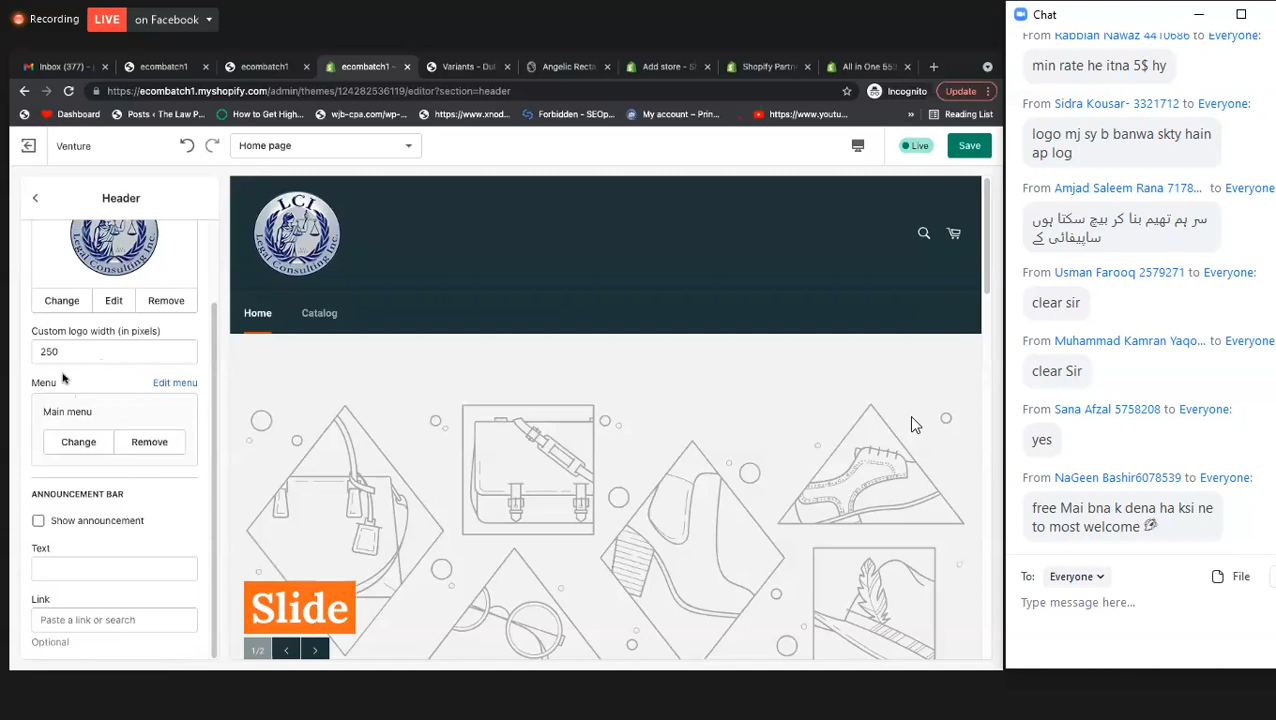 Recording LIVE on Facebook
Chat
From Rabbian Nawaz 4410686 to Everyone:
min rate he itna 5$ hy
From Sidra Kousar- 3321712 to Everyone:
logo mj sy b banwa skty hain
ap log
From Amjad Saleem Rana 7178... to Everyone
سر ہم تھیم بنا کر بیچ سکتا ہوں
ساپیفائی کے
From Usman Farooq 2579271 to Everyone:
clear sir
From Muhammad Kamran Yaqo... to Everyone
clear Sir
From Sana Afzal 5758208 to Everyone:
yes
From NaGeen Bashir6078539 to Everyone:
free Mai bna k dena ha ksi ne
to most welcome
To: Everyone File
Type message here...
Inbox (377) - ecombatch1 ecombatch1 ecombatch1 - Variants - Dul Angelic Recta Add store - S Shopify Partn All in One 553
https://ecombatch1.myshopify.com/admin/themes/124282536119/editor?section=header Incognito Update
Dashboard Posts ‹ The Law P... How to Get High... wjb-cpa.com/wp-... https://www.xnod... Forbidden - SEOp... My account – Prim... https://www.youtu... » Reading List
Venture Home page Live Save
Header
Change Edit Remove
Custom logo width (in pixels)
250
Menu Edit menu
Main menu
Change Remove
ANNOUNCEMENT BAR
Show announcement
Text
Link
Paste a link or search
Optional
LCI
Legal Consulting Inc.
Home Catalog
Slide
1/2